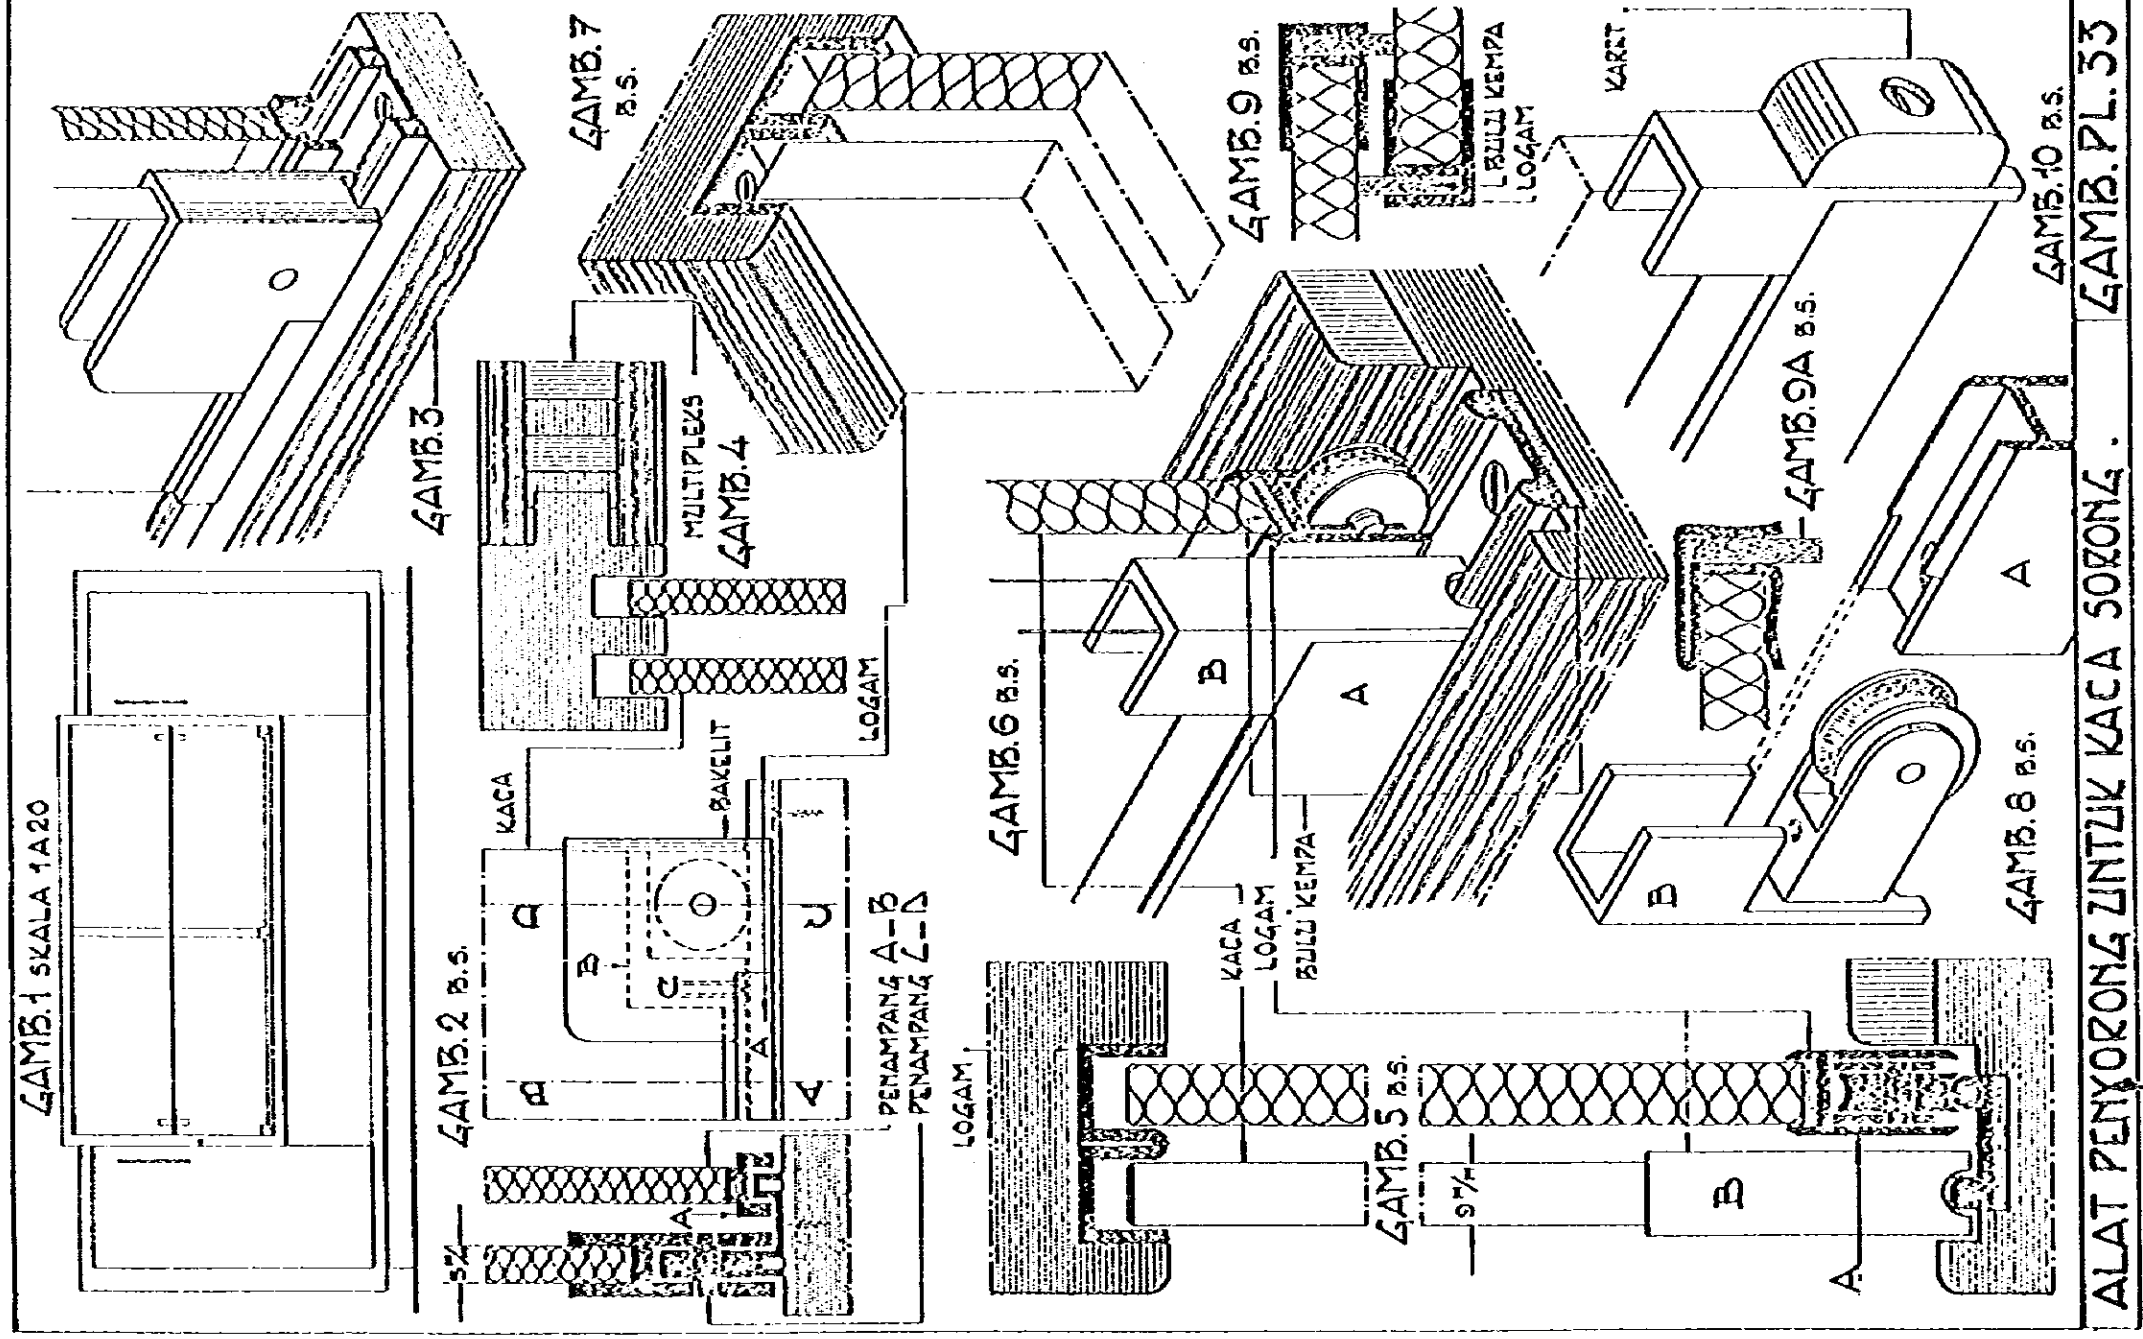 GAMB.1 SKALA 1A20
GAMB.2 B.S.
KACA
BAKELIT
LOGAM
D
B
B
C
C
A
A
A
PENAMPANG A-B
PENAMPANG C-D
GAMB.3
MULTIPLEKS
GAMB.4
LOGAM
GAMB.5 B.S.
KACA
LOGAM
BULU KEMPA
B
A
GAMB.6 B.S.
B
A
GAMB.7
B.S.
GAMB.8 B.S.
B
A
GAMB.9 B.S.
BULU KEMPA
LOGAM
GAMB.9A B.S.
KARET
GAMB.10 B.S.
ALAT PENYORONG UNTUK KACA SORONG.
GAMB.PL.33